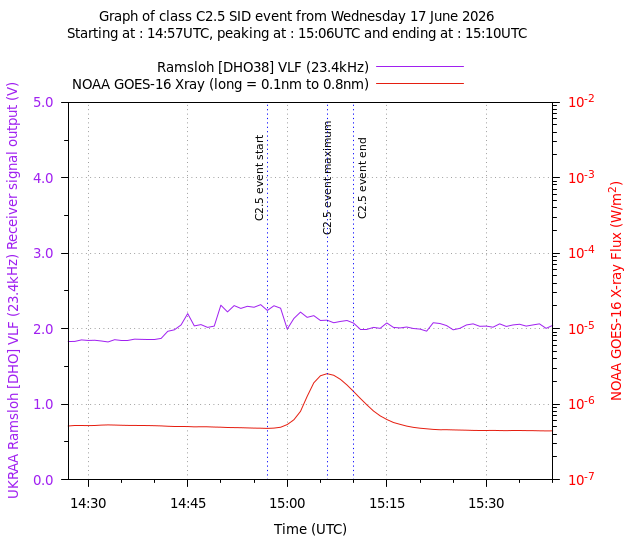 Graph of class C2.5 SID event from Wednesday 17 June 2026
Starting at : 14:57UTC, peaking at : 15:06UTC and ending at : 15:10UTC
Ramsloh [DHO38] VLF (23.4kHz)
NOAA GOES-16 Xray (long = 0.1nm to 0.8nm)
UKRAA Ramsloh [DHO] VLF (23.4kHz) Receiver signal output (V)
5.0
4.0
3.0
2.0
1.0
0.0
C2.5 event start
C2.5 event maximum
C2.5 event end
10-2
10-3
10-4
10-5
10-6
10-7
NOAA GOES-16 X-ray Flux (W/m2)
14:30 14:45 15:00 15:15 15:30
Time (UTC)